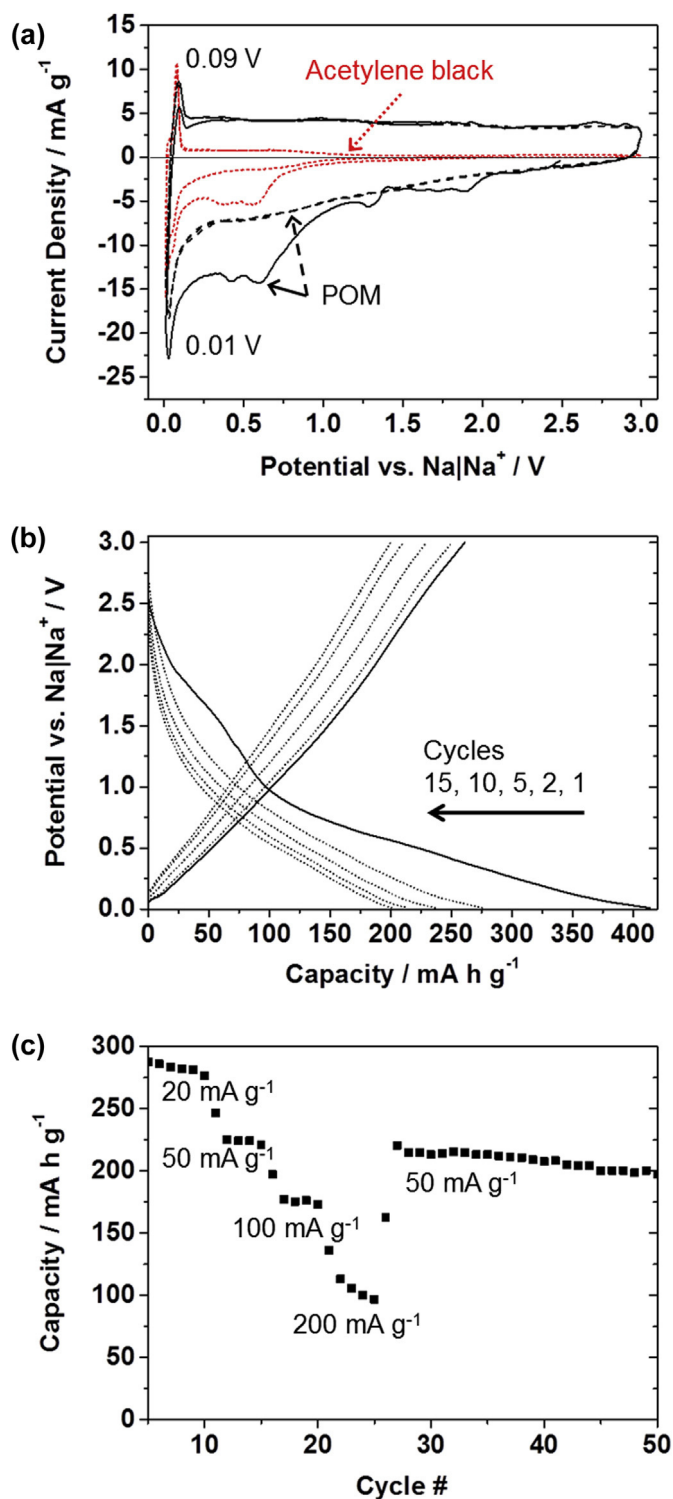 (a)
15
10
5
0
-5
-10
-15
-20
-25
Current Density / mA g⁻¹
0.09 V
Acetylene black
POM
0.01 V
0.0 0.5 1.0 1.5 2.0 2.5 3.0
Potential vs. Na|Na⁺ / V
(b)
3.0
2.5
2.0
1.5
1.0
0.5
0.0
Potential vs. Na|Na⁺ / V
Cycles
15, 10, 5, 2, 1
0 50 100 150 200 250 300 350 400
Capacity / mA h g⁻¹
(c)
300
250
200
150
100
50
0
Capacity / mA h g⁻¹
20 mA g⁻¹
50 mA g⁻¹
50 mA g⁻¹
100 mA g⁻¹
200 mA g⁻¹
10 20 30 40 50
Cycle #